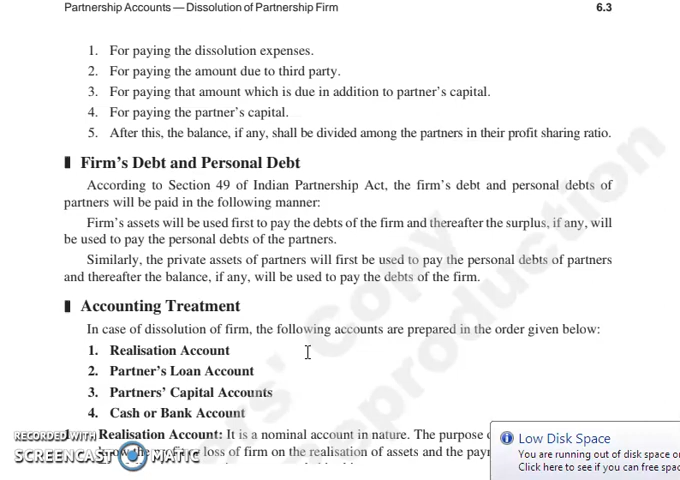 Partnership Accounts — Dissolution of Partnership Firm 6.3
1. For paying the dissolution expenses.
2. For paying the amount due to third party.
3. For paying that amount which is due in addition to partner's capital.
4. For paying the partner's capital.
5. After this, the balance, if any, shall be divided among the partners in their profit sharing ratio.
Firm's Debt and Personal Debt
According to Section 49 of Indian Partnership Act, the firm's debt and personal debts of
partners will be paid in the following manner:
Firm's assets will be used first to pay the debts of the firm and thereafter the surplus, if any, will
be used to pay the personal debts of the partners.
Similarly, the private assets of partners will first be used to pay the personal debts of partners
and thereafter the balance, if any, will be used to pay the debts of the firm.
Accounting Treatment
In case of dissolution of firm, the following accounts are prepared in the order given below:
1. Realisation Account
2. Partner's Loan Account
3. Partners' Capital Accounts
4. Cash or Bank Account
Realisation Account: It is a nominal account in nature. The purpose
loss of firm on the realisation of assets and the
RECORDED WITH
SCREENCAST MATIC
Low Disk Space
You are running out of disk space
Click here to see if you can free
Copy